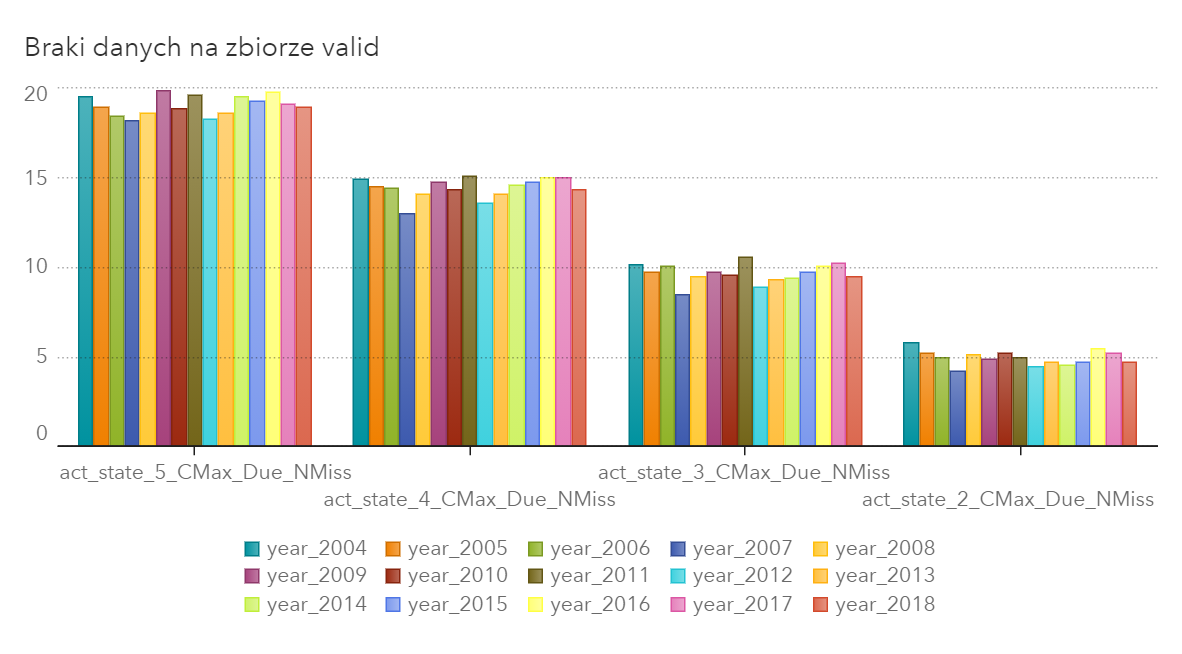 Braki danych na zbiorze valid
20
15
10
5
0
act_state_5_CMax_Due_NMiss
act_state_3_CMax_Due_NMiss
act_state_4_CMax_Due_NMiss
act_state_2_CMax_Due_NMiss
year_2004 year_2005 year_2006 year_2007 year_2008
year_2009 year_2010 year_2011 year_2012 year_2013
year_2014 year_2015 year_2016 year_2017 year_2018